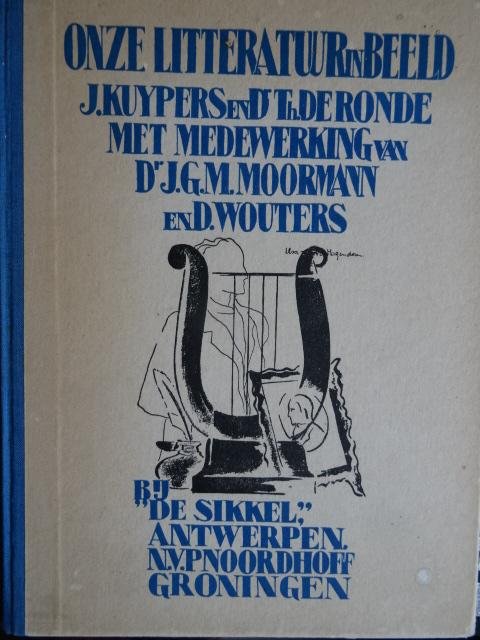 ONZE LITTERATUUR IN BEELD
J. KUYPERS EN Dr TH. DE RONDE
MET MEDEWERKING VAN
Dr J.G.M. MOORMANN
EN D. WOUTERS
BIJ
"DE SIKKEL",
ANTWERPEN.
N.V. P NOORDHOFF
GRONINGEN